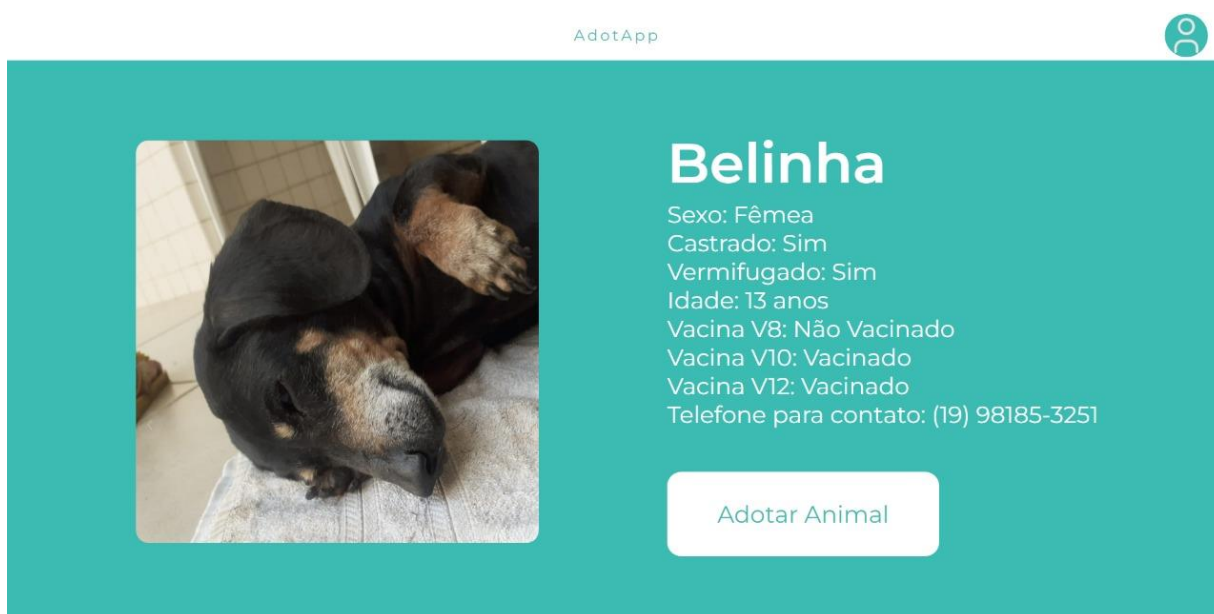 AdotApp
Belinha
Sexo: Fêmea
Castrado: Sim
Vermifugado: Sim
Idade: 13 anos
Vacina V8: Não Vacinado
Vacina V10: Vacinado
Vacina V12: Vacinado
Telefone para contato: (19) 98185-3251
Adotar Animal